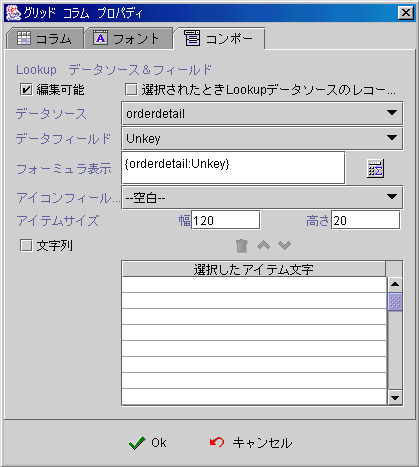 グリッド コラム プロパティ
コラム フォント コンポー
Lookup データソース＆フィールド
編集可能 選択されたときLookupデータソースのレコー...
データソース orderdetail
データフィールド Unkey
フォーミュラ表示 {orderdetail:Unkey}
アイコンフィール... --空白--
アイテムサイズ 幅 120 高さ 20
文字列
選択したアイテム文字
Ok キャンセル